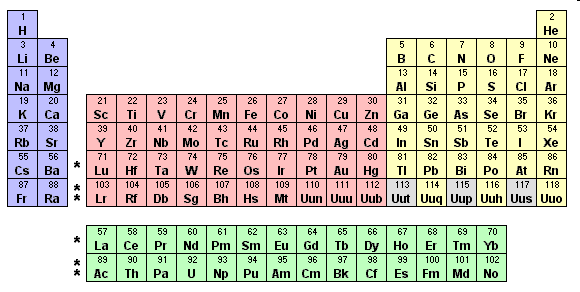 1 2
H He
3 4 5 6 7 8 9 10
Li Be B C N O F Ne
11 12 13 14 15 16 17 18
Na Mg Al Si P S Cl Ar
19 20 21 22 23 24 25 26 27 28 29 30 31 32 33 34 35 36
K Ca Sc Ti V Cr Mn Fe Co Ni Cu Zn Ga Ge As Se Br Kr
37 38 39 40 41 42 43 44 45 46 47 48 49 50 51 52 53 54
Rb Sr Y Zr Nb Mo Tc Ru Rh Pd Ag Cd In Sn Sb Te I Xe
55 56 71 72 73 74 75 76 77 78 79 80 81 82 83 84 85 86
Cs Ba * Lu Hf Ta W Re Os Ir Pt Au Hg Tl Pb Bi Po At Rn
87 88 103 104 105 106 107 108 109 110 111 112 113 114 115 116 117 118
Fr Ra ** Lr Rf Db Sg Bh Hs Mt Uun Uuu Uub Uut Uuq Uup Uuh Uus Uuo
57 58 59 60 61 62 63 64 65 66 67 68 69 70
* La Ce Pr Nd Pm Sm Eu Gd Tb Dy Ho Er Tm Yb
89 90 91 92 93 94 95 96 97 98 99 100 101 102
** Ac Th Pa U Np Pu Am Cm Bk Cf Es Fm Md No